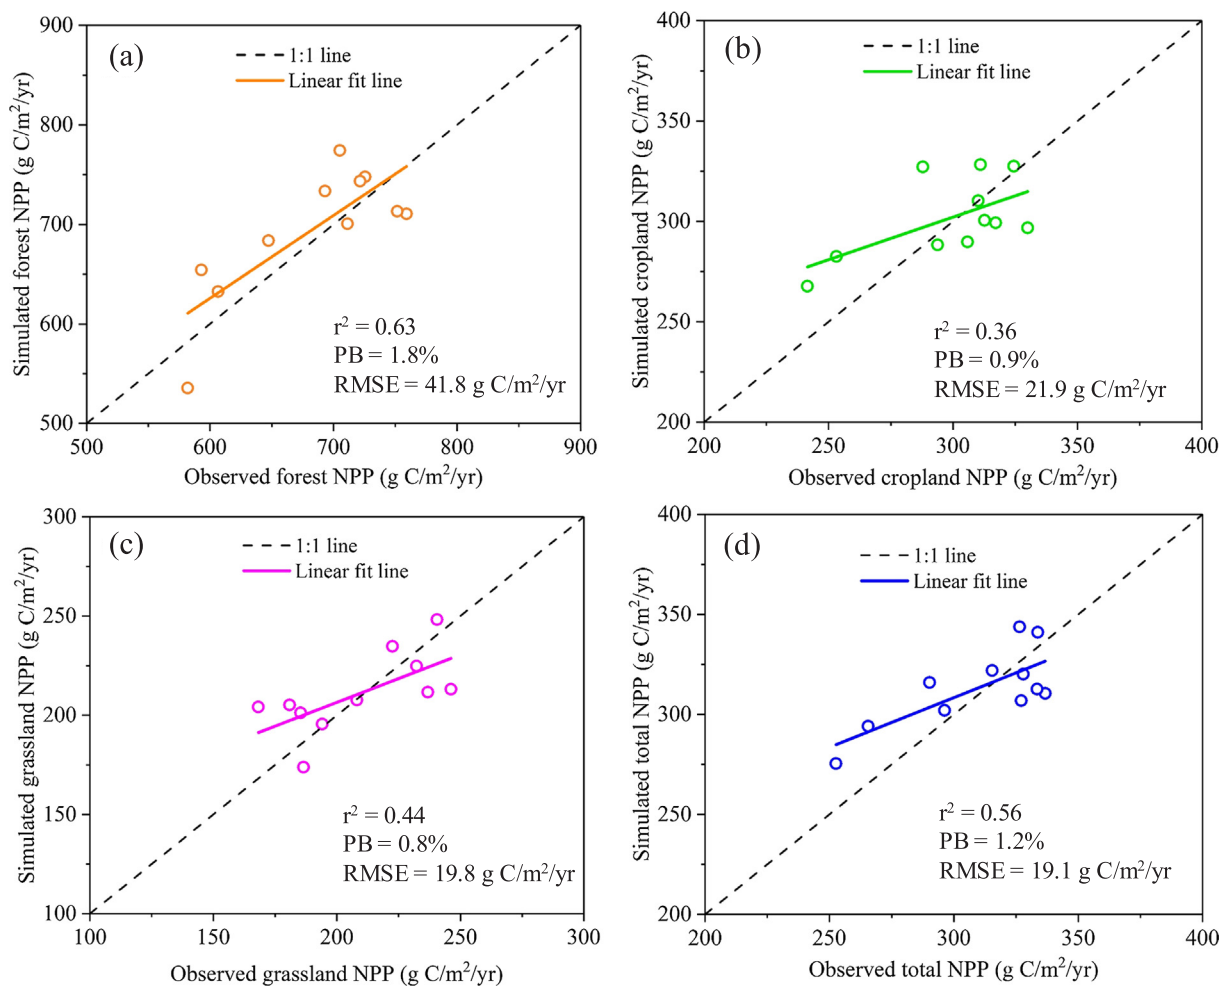 (a)
1:1 line
Linear fit line
900
800
700
600
500
Simulated forest NPP (g C/m²/yr)
r² = 0.63
PB = 1.8%
RMSE = 41.8 g C/m²/yr
500 600 700 800 900
Observed forest NPP (g C/m²/yr)
(b)
1:1 line
Linear fit line
400
350
300
250
200
Simulated cropland NPP (g C/m²/yr)
r² = 0.36
PB = 0.9%
RMSE = 21.9 g C/m²/yr
200 250 300 350 400
Observed cropland NPP (g C/m²/yr)
(c)
1:1 line
Linear fit line
300
250
200
150
100
Simulated grassland NPP (g C/m²/yr)
r² = 0.44
PB = 0.8%
RMSE = 19.8 g C/m²/yr
100 150 200 250 300
Observed grassland NPP (g C/m²/yr)
(d)
1:1 line
Linear fit line
400
350
300
250
200
Simulated total NPP (g C/m²/yr)
r² = 0.56
PB = 1.2%
RMSE = 19.1 g C/m²/yr
200 250 300 350 400
Observed total NPP (g C/m²/yr)